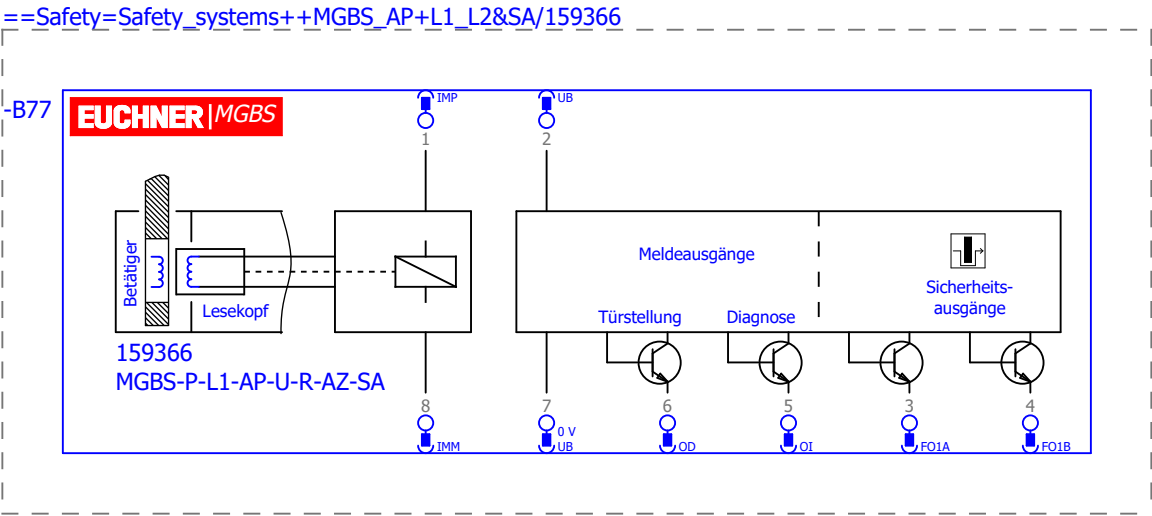 ==Safety=Safety_systems++MGBS_AP+L1_L2&SA/159366
-B77
EUCHNER|MGBS
IMP
UB
1
2
Betätiger
Lesekopf
Meldeausgänge
Türstellung
Diagnose
Sicherheits-
ausgänge
159366
MGBS-P-L1-AP-U-R-AZ-SA
8
7
6
5
3
4
IMM
0 V
UB
OD
OI
FO1A
FO1B